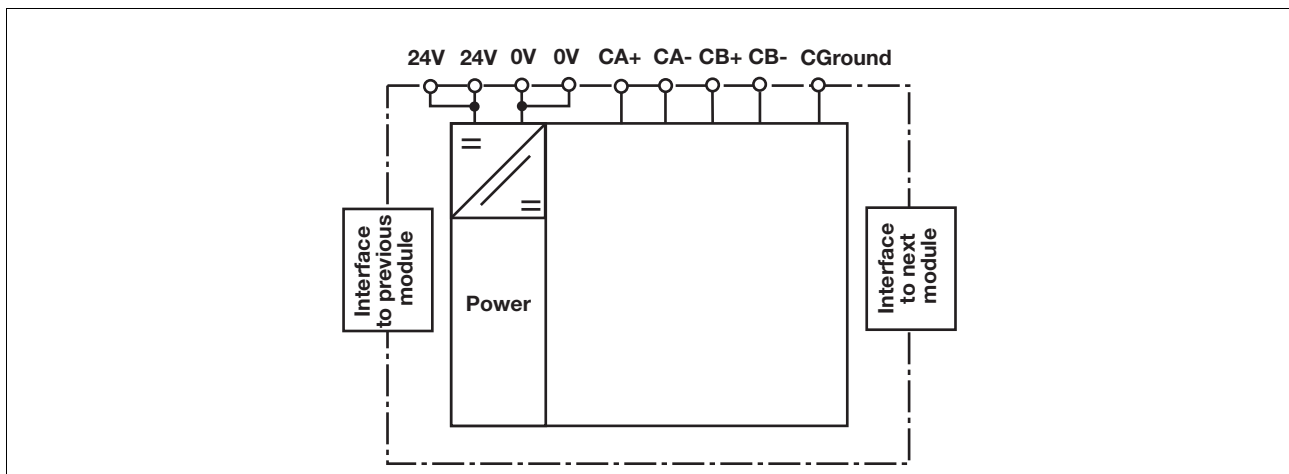 24V 24V 0V 0V CA+ CA- CB+ CB- CGround
Interface
to previous
module
Power
Interface
to next
module